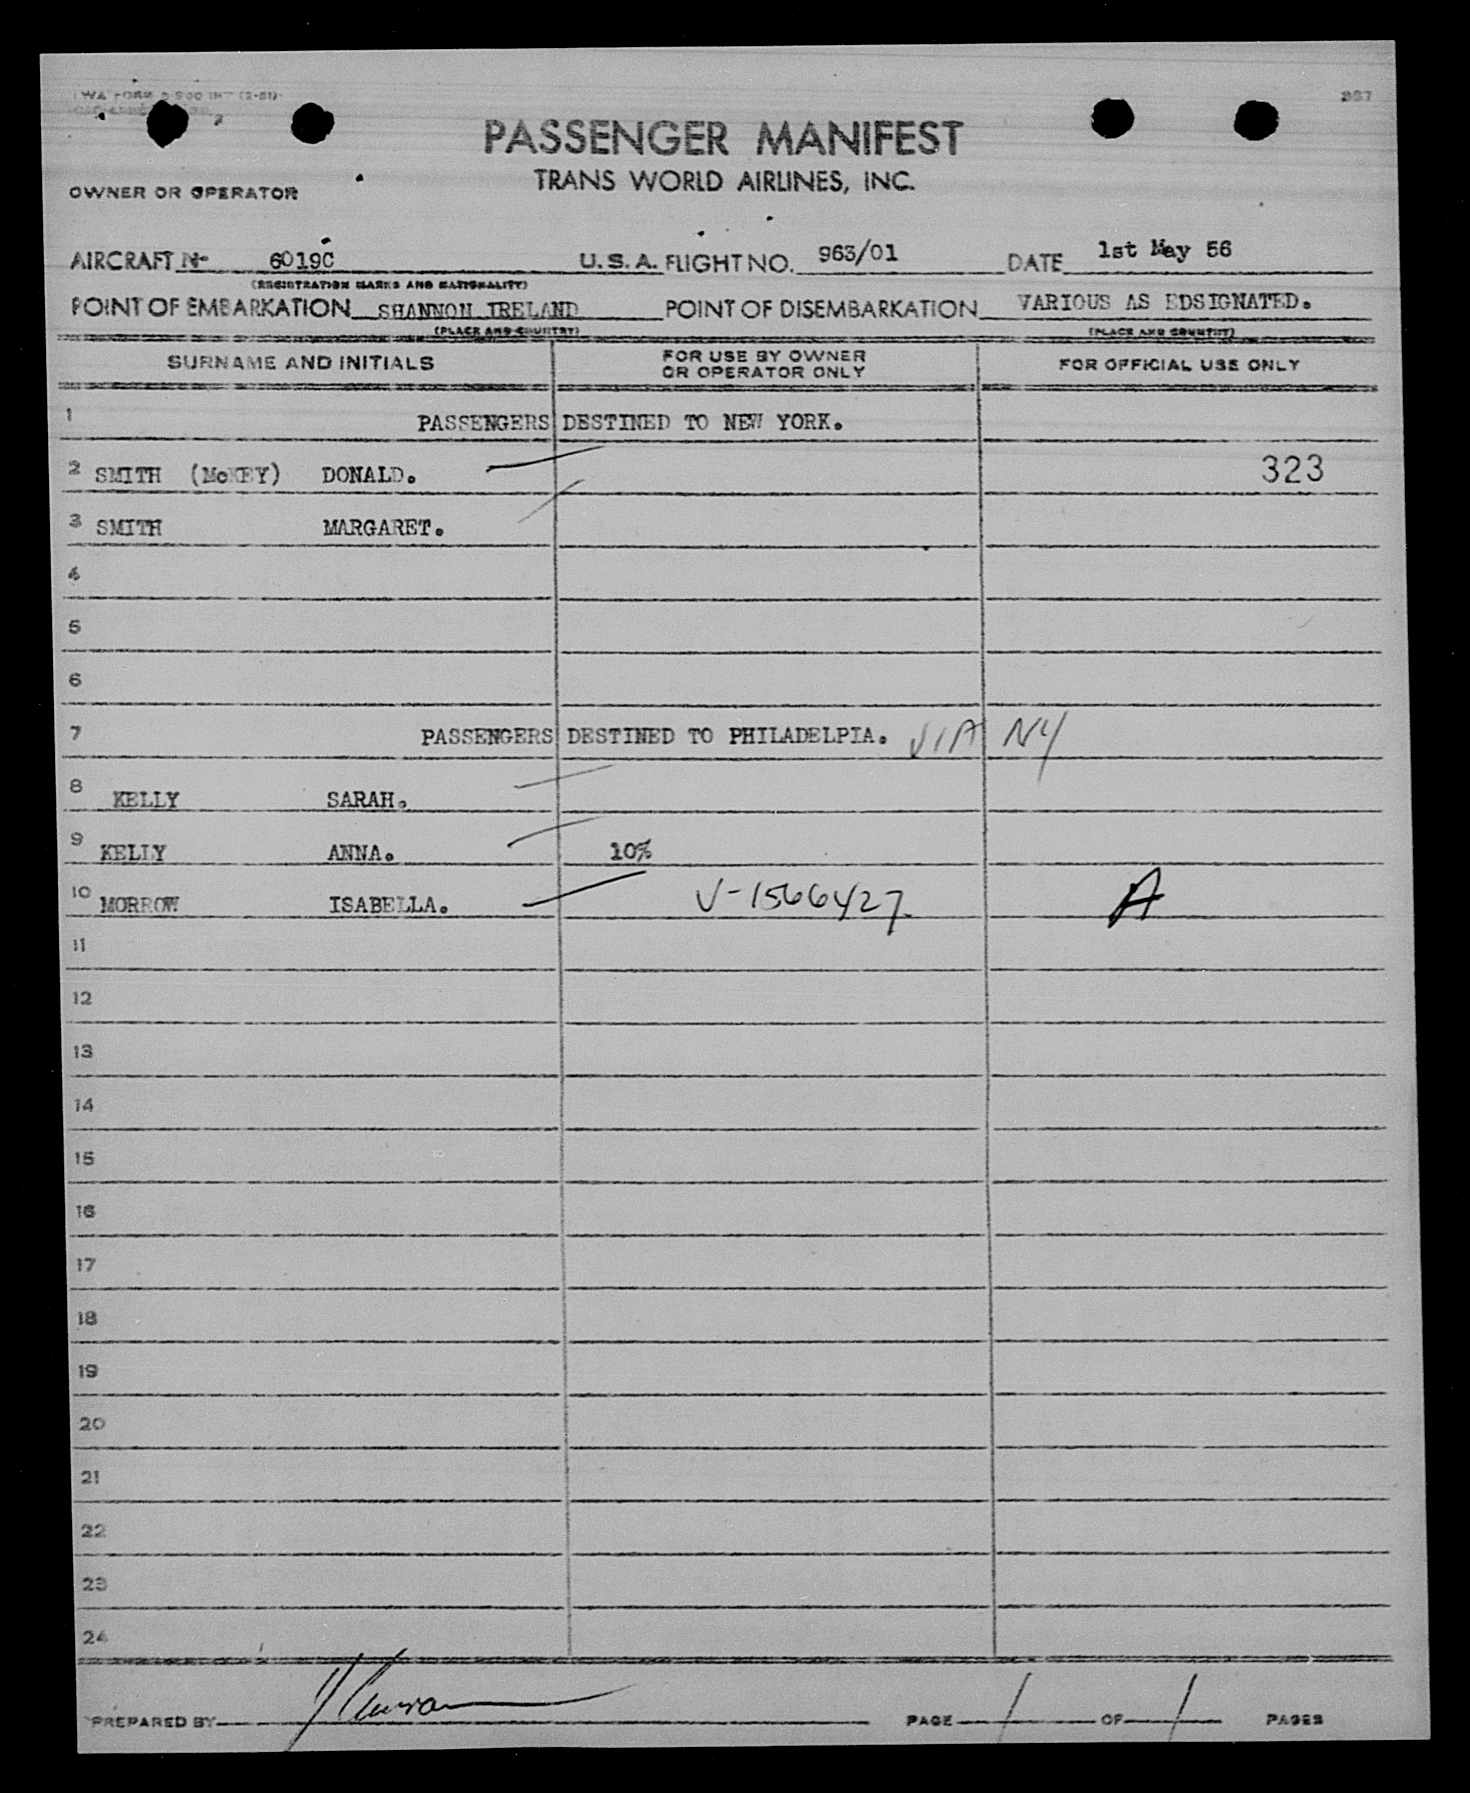 TWA FORM
PASSENGER MANIFEST
TRANS WORLD AIRLINES, INC.
OWNER OR OPERATOR
AIRCRAFT Nº 6019C U.S.A. FLIGHT NO. 963/01 DATE 1st May 56
(REGISTRATION MARKS AND NATIONALITY)
POINT OF EMBARKATION SHANNON IRELAND POINT OF DISEMBARKATION VARIOUS AS EDSIGNATED.
(PLACE AND COUNTRY) (PLACE AND COUNTRY)
SURNAME AND INITIALS FOR USE BY OWNER OR OPERATOR ONLY FOR OFFICIAL USE ONLY
1 PASSENGERS DESTINED TO NEW YORK.
2 SMITH (McKEY) DONALD. 323
3 SMITH MARGARET.
4
5
6
7 PASSENGERS DESTINED TO PHILADELPIA. VIA NY
8 KELLY SARAH.
9 KELLY ANNA. 10%
10 MORROW ISABELLA. V-1566427 A
11
12
13
14
15
16
17
18
19
20
21
22
23
24
PREPARED BY PAGE 1 OF 1 PAGES